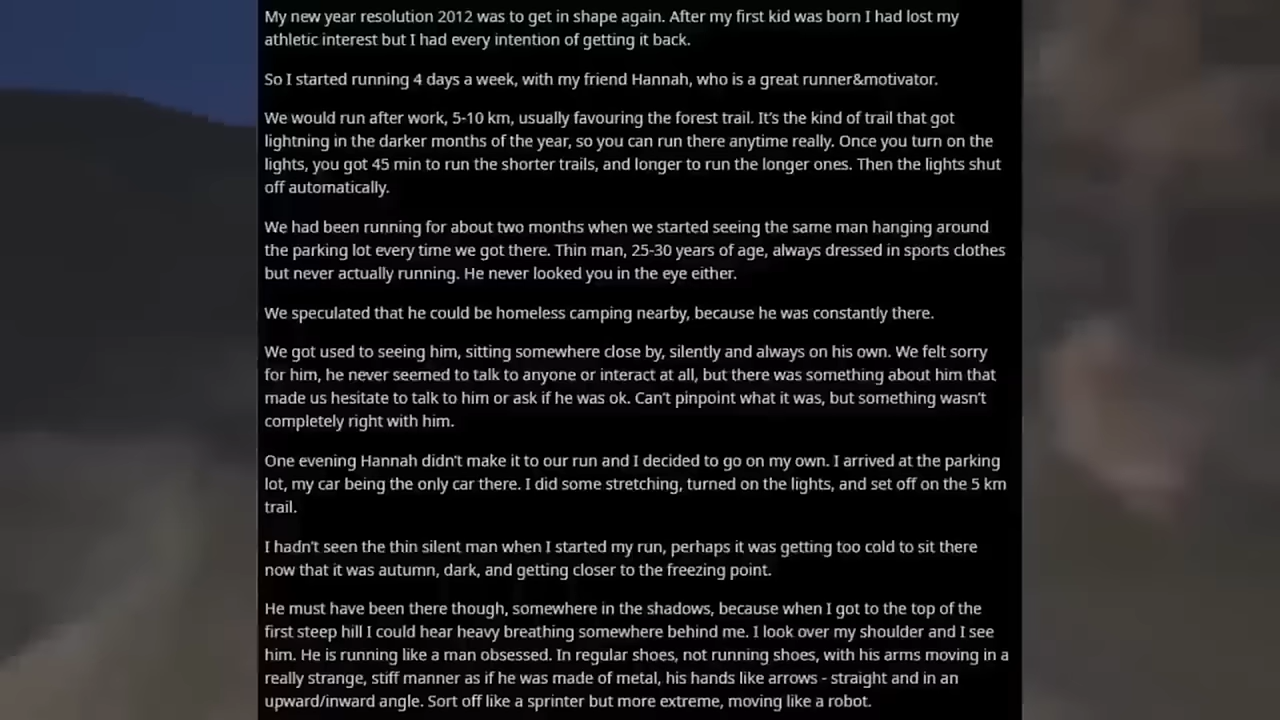 My new year resolution 2012 was to get in shape again. After my first kid was born I had lost my
athletic interest but I had every intention of getting it back.
So I started running 4 days a week, with my friend Hannah, who is a great runner&motivator.
We would run after work, 5-10 km, usually favouring the forest trail. It's the kind of trail that got
lightning in the darker months of the year, so you can run there anytime really. Once you turn on the
lights, you got 45 min to run the shorter trails, and longer to run the longer ones. Then the lights shut
off automatically.
We had been running for about two months when we started seeing the same man hanging around
the parking lot every time we got there. Thin man, 25-30 years of age, always dressed in sports clothes
but never actually running. He never looked you in the eye either.
We speculated that he could be homeless camping nearby, because he was constantly there.
We got used to seeing him, sitting somewhere close by, silently and always on his own. We felt sorry
for him, he never seemed to talk to anyone or interact at all, but there was something about him that
made us hesitate to talk to him or ask if he was ok. Can't pinpoint what it was, but something wasn't
completely right with him.
One evening Hannah didn't make it to our run and I decided to go on my own. I arrived at the parking
lot, my car being the only car there. I did some stretching, turned on the lights, and set off on the 5 km
trail.
I hadn't seen the thin silent man when I started my run, perhaps it was getting too cold to sit there
now that it was autumn, dark, and getting closer to the freezing point.
He must have been there though, somewhere in the shadows, because when I got to the top of the
first steep hill I could hear heavy breathing somewhere behind me. I look over my shoulder and I see
him. He is running like a man obsessed. In regular shoes, not running shoes, with his arms moving in a
really strange, stiff manner as if he was made of metal, his hands like arrows - straight and in an
upward/inward angle. Sort off like a sprinter but more extreme, moving like a robot.